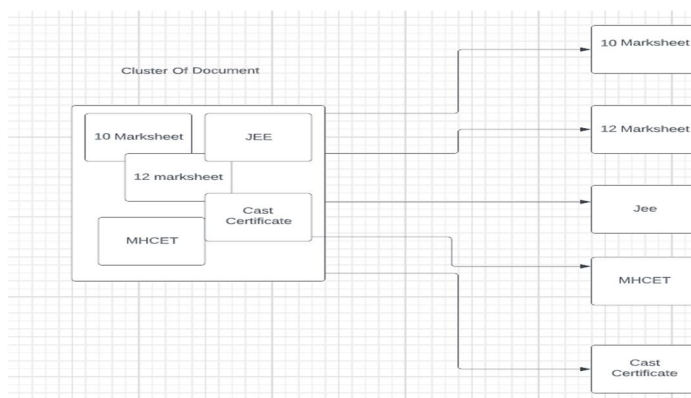 10 Marksheet
Cluster Of Document
12 Marksheet
10 Marksheet
JEE
12 marksheet
Cast
Certificate
Jee
MHCET
MHCET
Cast
Certificate